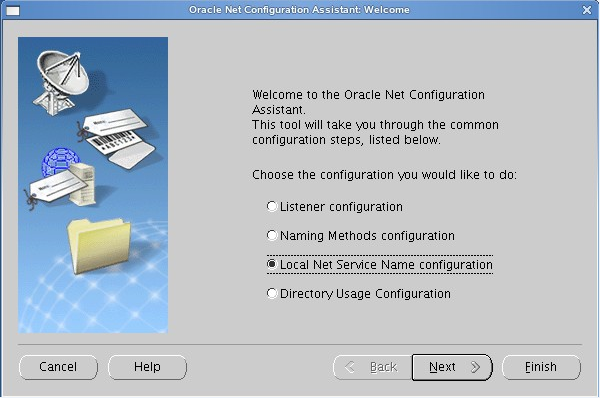 Oracle Net Configuration Assistant: Welcome
Welcome to the Oracle Net Configuration
Assistant.
This tool will take you through the common
configuration steps, listed below.
Choose the configuration you would like to do:
Listener configuration
Naming Methods configuration
Local Net Service Name configuration
Directory Usage Configuration
Cancel
Help
Back
Next
Finish